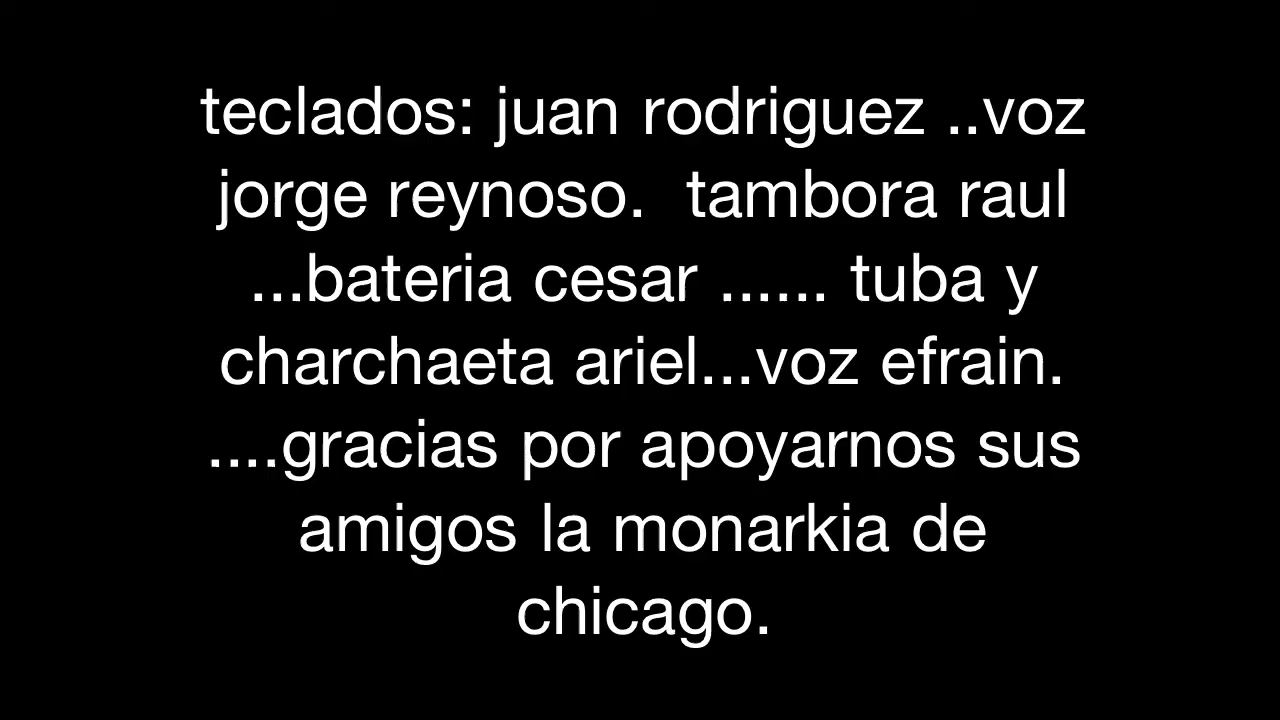 teclados: juan rodriguez ..voz
jorge reynoso.  tambora raul
...bateria cesar ...... tuba y
charchaeta ariel...voz efrain.
....gracias por apoyarnos sus
amigos la monarkia de
chicago.